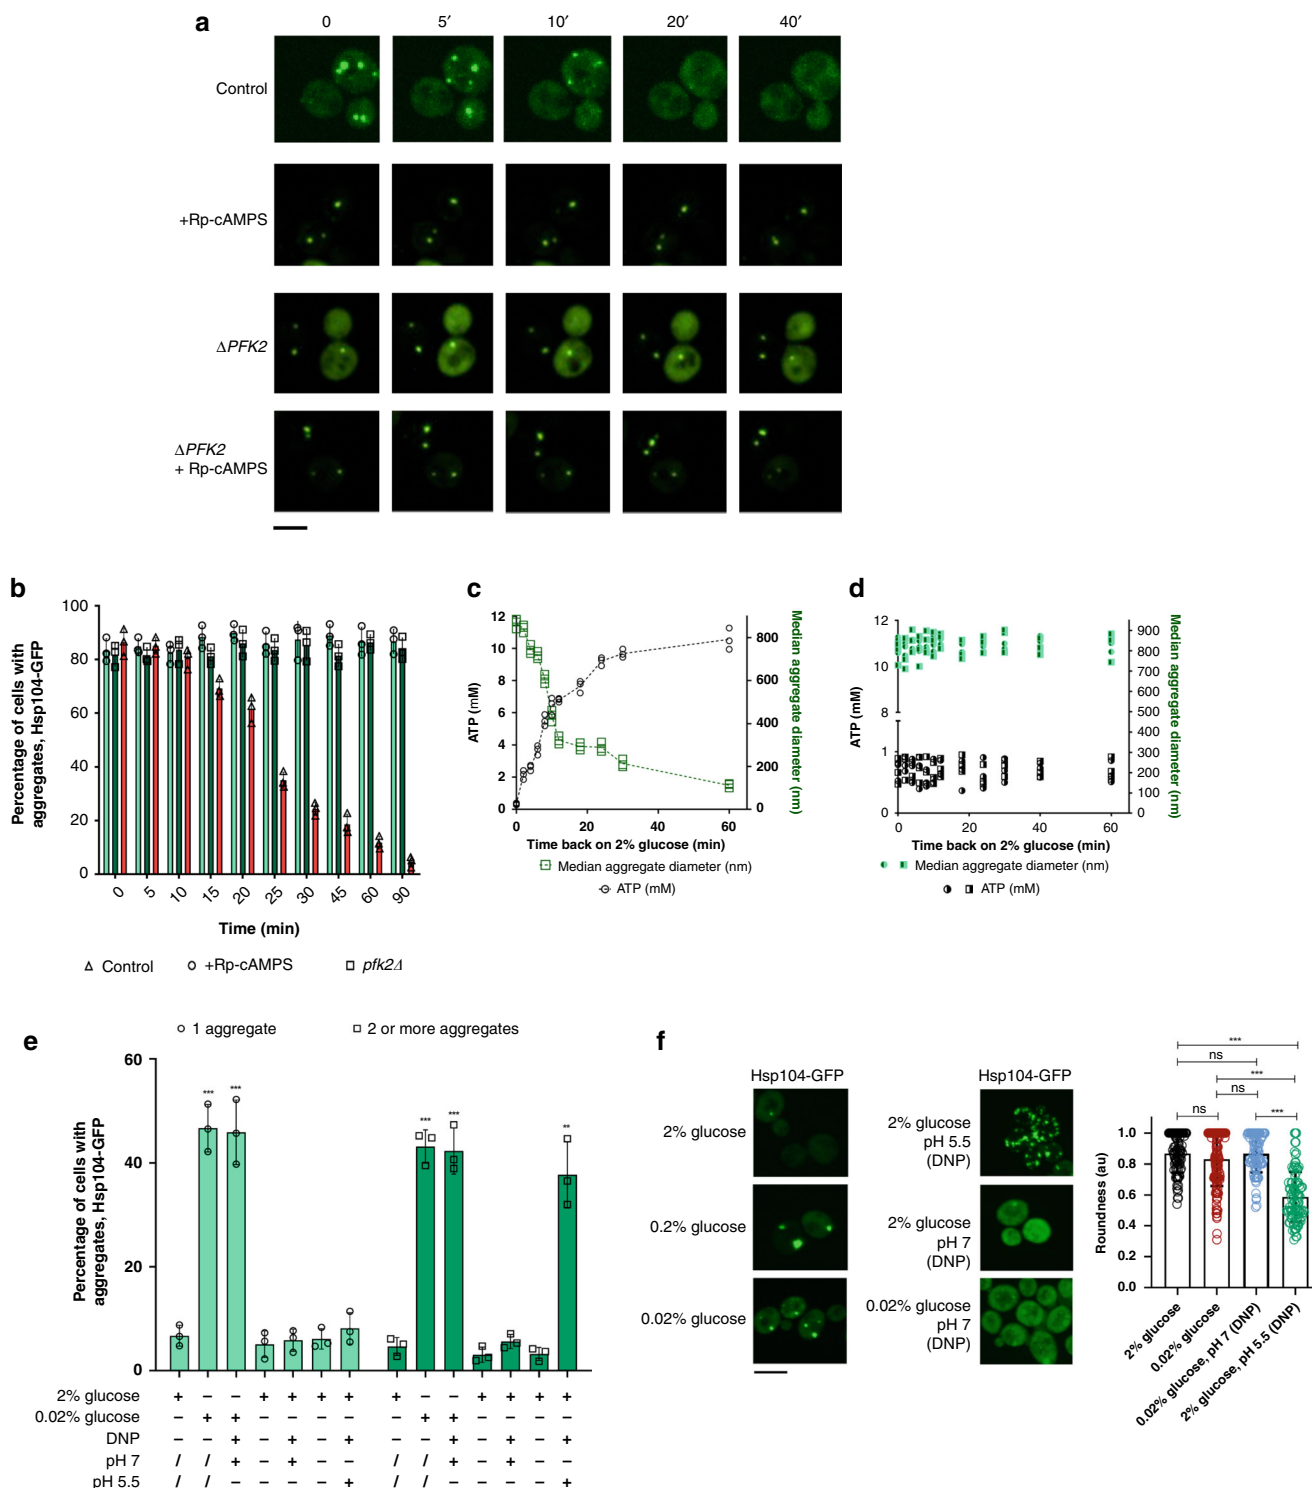 a
0 5′ 10′ 20′ 40′
Control
+Rp-cAMPS
ΔPFK2
ΔPFK2
+ Rp-cAMPS
b
Percentage of cells with
aggregates, Hsp104-GFP
100
80
60
40
20
0
0 5 10 15 20 25 30 45 60 90
Time (min)
Control +Rp-cAMPS pfk2Δ
c
ATP (mM)
12
10
8
6
4
2
0
0 20 40 60
800
600
400
200
0
Median aggregate diameter (nm)
Time back on 2% glucose (min)
Median aggregate diameter (nm)
ATP (mM)
d
ATP (mM)
12
10
8
1
0
0 20 40 60
900
800
700
600
500
400
300
200
100
0
Median aggregate diameter (nm)
Time back on 2% glucose (min)
Median aggregate diameter (nm)
ATP (mM)
e
1 aggregate 2 or more aggregates
Percentage of cells with
aggregates, Hsp104-GFP
60
40
20
0
*** *** *** *** **
2% glucose + – – + + + + + – – + + + +
0.02% glucose – + + – – – – – + + – – – –
DNP – – + – + – + – – + – + – +
pH 7 / / + – + – – / / + – + – –
pH 5.5 / / – – – – + / / – – – – +
f
Hsp104-GFP
2% glucose
0.2% glucose
0.02% glucose
Hsp104-GFP
2% glucose
pH 5.5
(DNP)
2% glucose
pH 7
(DNP)
0.02% glucose
pH 7
(DNP)
***
ns
***
ns
ns ***
Roundness (au)
1.0
0.8
0.6
0.4
0.2
0.0
2% glucose
0.02% glucose
0.02% glucose, pH 7 (DNP)
2% glucose, pH 5.5 (DNP)